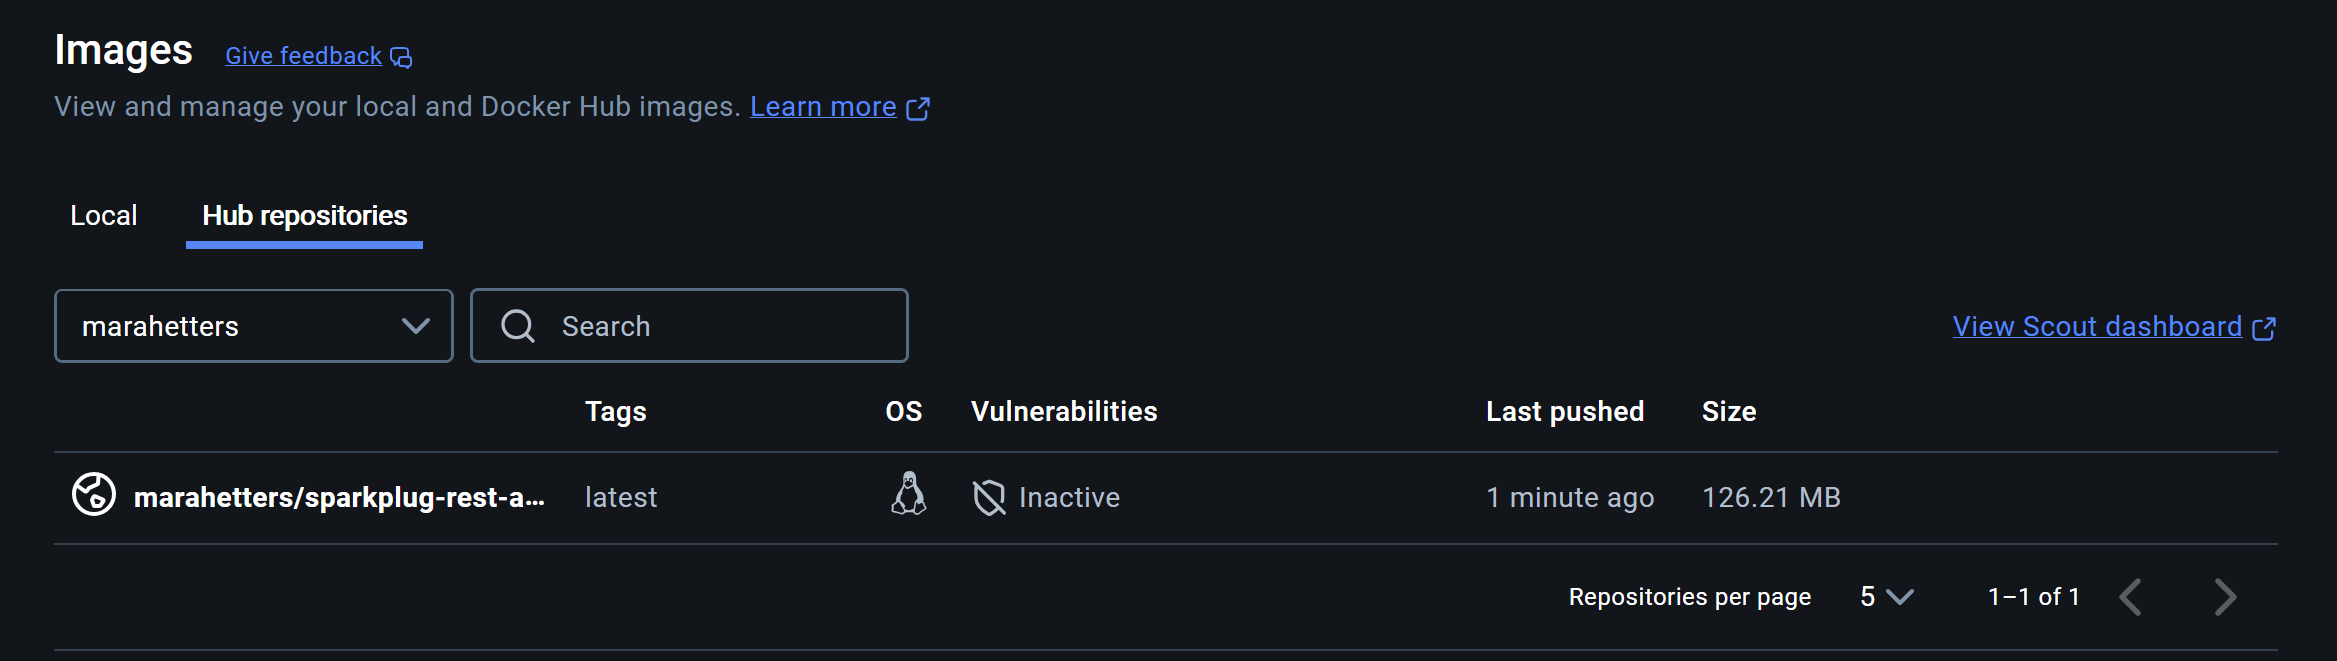 Images Give feedback
View and manage your local and Docker Hub images. Learn more
Local Hub repositories
marahetters Search View Scout dashboard
Tags OS Vulnerabilities Last pushed Size
marahetters/sparkplug-rest-a... latest Inactive 1 minute ago 126.21 MB
Repositories per page 5 1–1 of 1